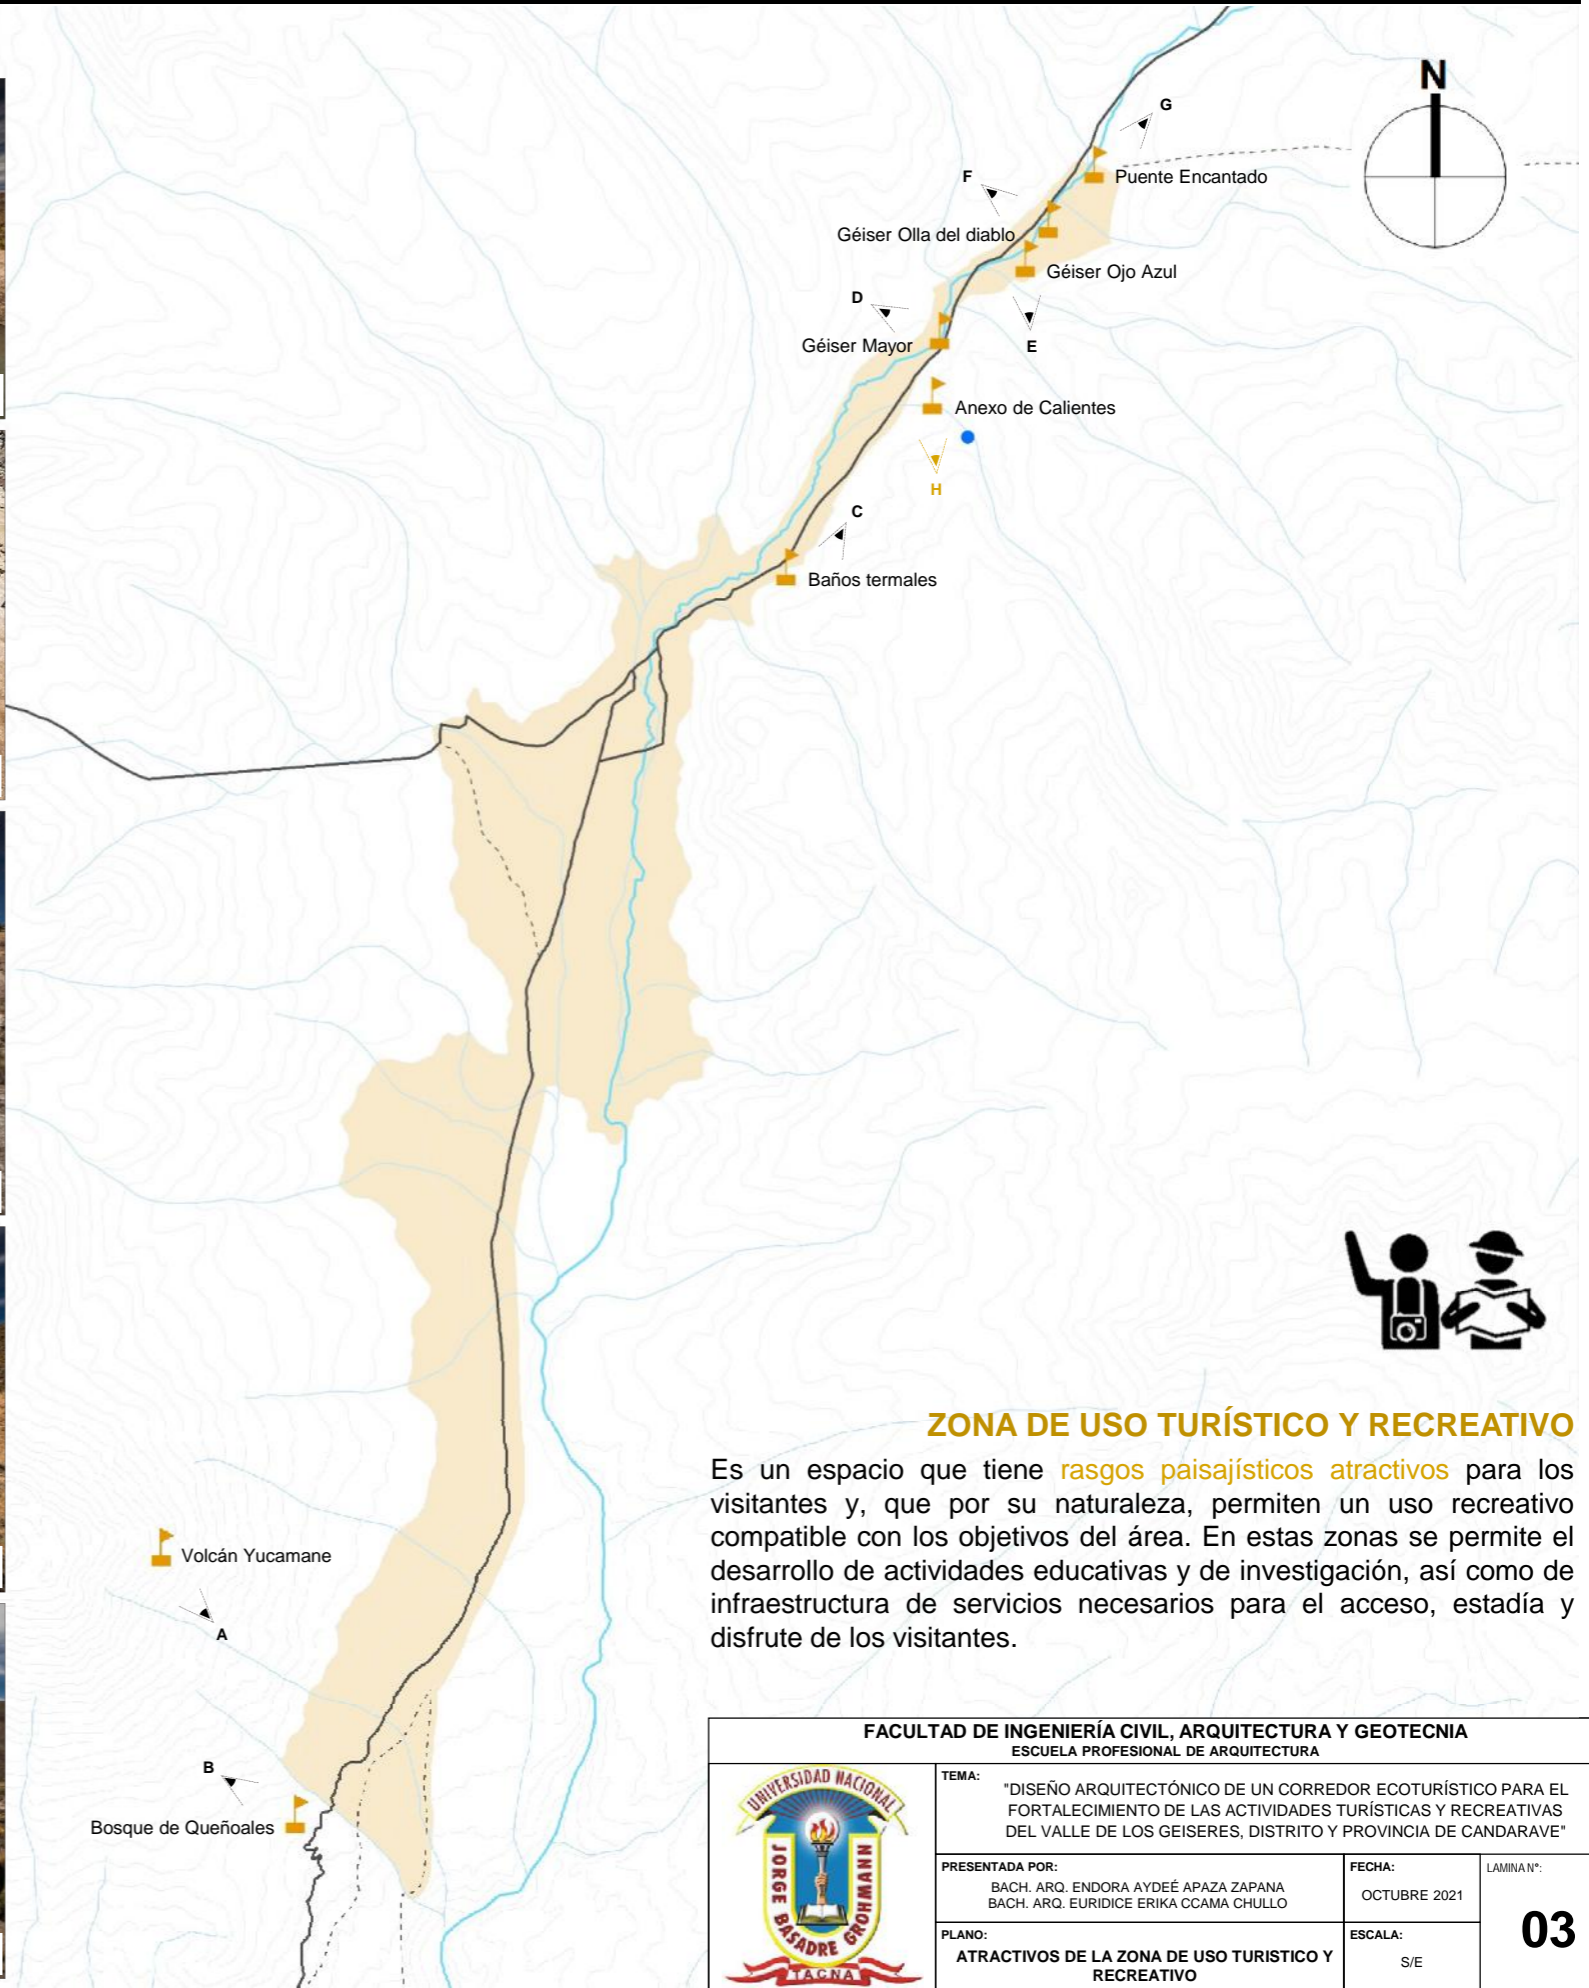 N
G
Puente Encantado
F
Géiser Olla del diablo
Géiser Ojo Azul
D
Géiser Mayor
E
Anexo de Calientes
H
C
Baños termales
Volcán Yucamane
A
B
Bosque de Queñoales
ZONA DE USO TURÍSTICO Y RECREATIVO
Es un espacio que tiene rasgos paisajísticos atractivos para los
visitantes y, que por su naturaleza, permiten un uso recreativo
compatible con los objetivos del área. En estas zonas se permite el
desarrollo de actividades educativas y de investigación, así como de
infraestructura de servicios necesarios para el acceso, estadía y
disfrute de los visitantes.
FACULTAD DE INGENIERÍA CIVIL, ARQUITECTURA Y GEOTECNIA
ESCUELA PROFESIONAL DE ARQUITECTURA
UNIVERSIDAD NACIONAL
JORGE BASADRE GROHMANN
TACNA
TEMA:
"DISEÑO ARQUITECTÓNICO DE UN CORREDOR ECOTURÍSTICO PARA EL
FORTALECIMIENTO DE LAS ACTIVIDADES TURÍSTICAS Y RECREATIVAS
DEL VALLE DE LOS GEISERES, DISTRITO Y PROVINCIA DE CANDARAVE"
PRESENTADA POR:
BACH. ARQ. ENDORA AYDEÉ APAZA ZAPANA
BACH. ARQ. EURIDICE ERIKA CCAMA CHULLO
FECHA:
OCTUBRE 2021
LAMINA N°:
03
PLANO:
ATRACTIVOS DE LA ZONA DE USO TURISTICO Y
RECREATIVO
ESCALA:
S/E